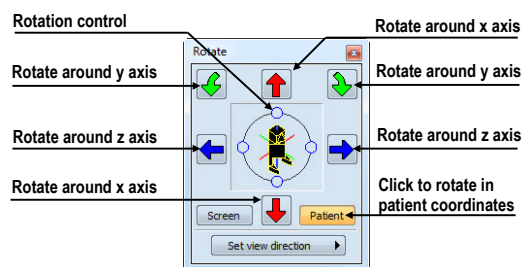 Rotation control
Rotate around x axis
Rotate
Rotate around y axis
Rotate around y axis
Rotate around z axis
Rotate around z axis
Rotate around x axis
Click to rotate in
patient coordinates
Screen
Patient
Set view direction